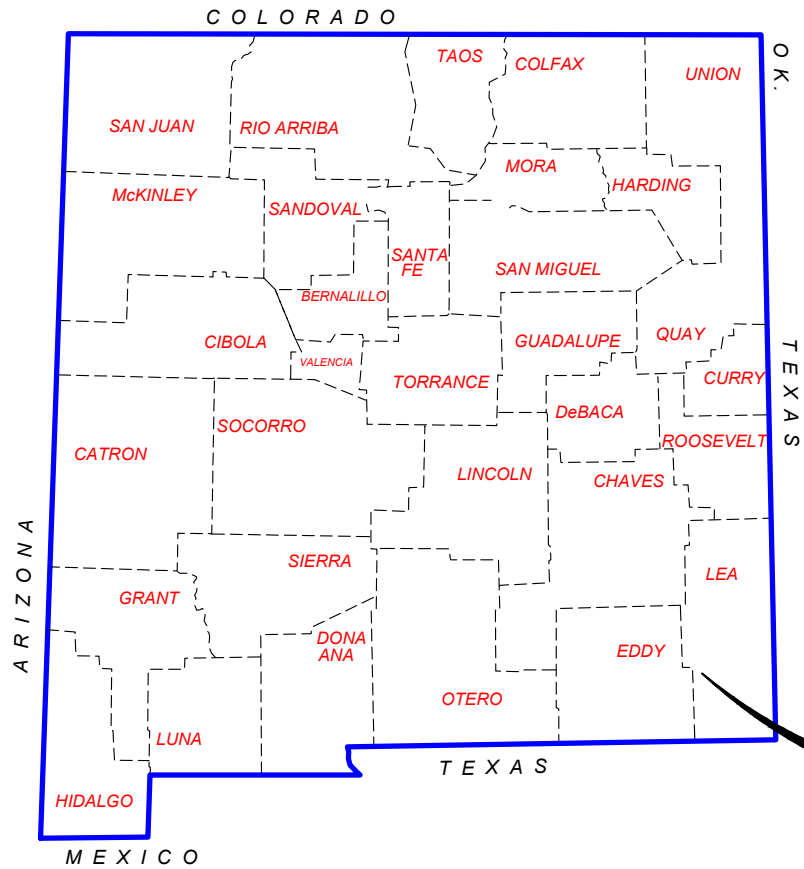 COLORADO
OK.
TAOS
COLFAX
UNION
SAN JUAN
RIO ARRIBA
MORA
HARDING
McKINLEY
SANDOVAL
SANTA
FE
SAN MIGUEL
BERNALILLO
CIBOLA
VALENCIA
TORRANCE
GUADALUPE
QUAY
CURRY
TEXAS
DeBACA
SOCORRO
ROOSEVELT
CATRON
LINCOLN
CHAVES
ARIZONA
SIERRA
LEA
GRANT
DONA
ANA
EDDY
OTERO
LUNA
TEXAS
HIDALGO
MEXICO